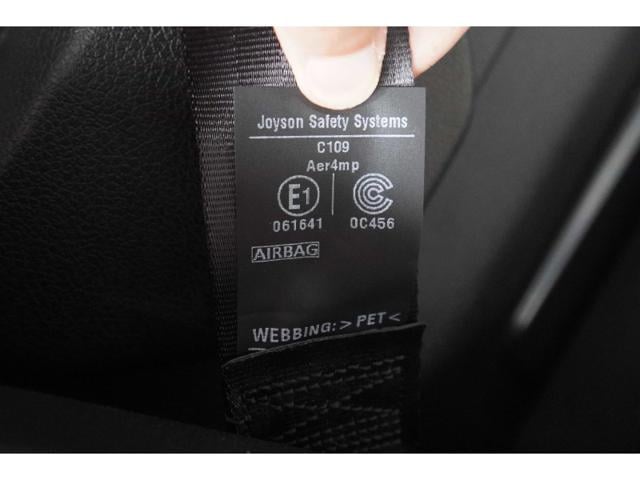 Joyson Safety Systems
C109
Aer4mp
E1
061641 0C456
AIRBAG
WEBBING: > PET <